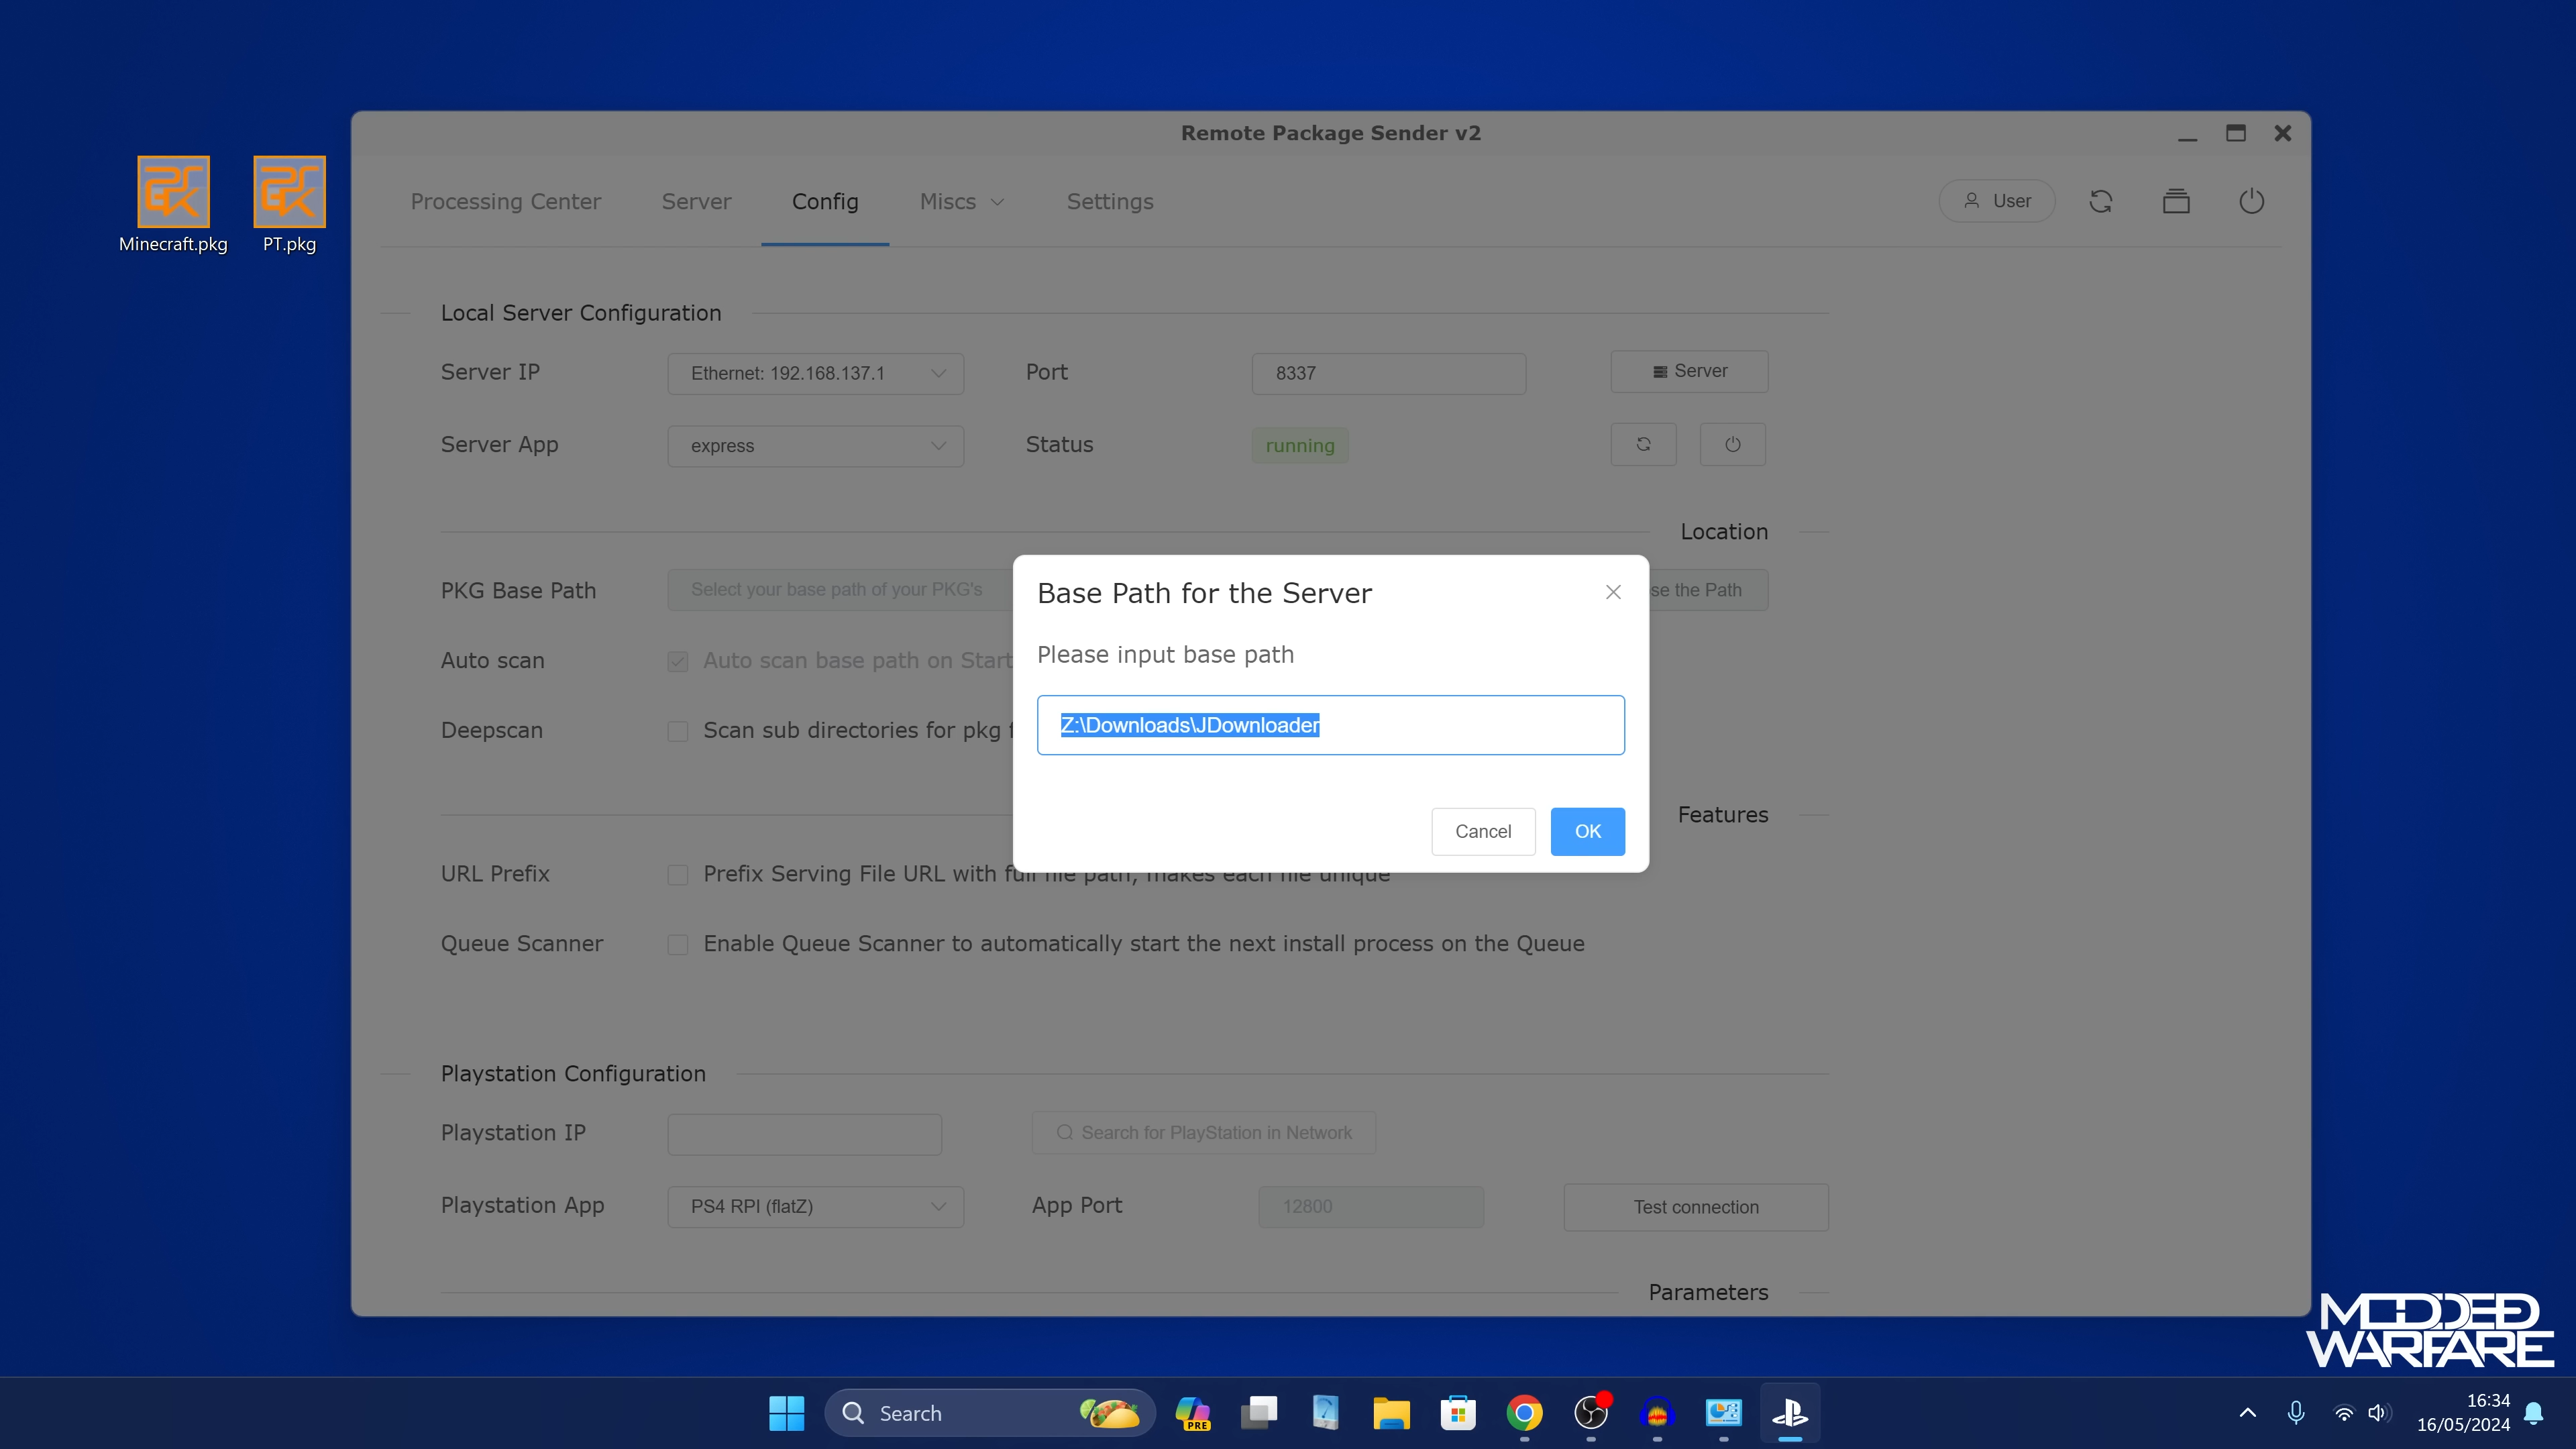 Remote Package Sender v2
Minecraft.pkg
PT.pkg
Processing Center Server Config Miscs Settings
User
Local Server Configuration
Server IP Ethernet: 192.168.137.1 Port 8337 Server
Server App express Status running
Location
PKG Base Path Select your base path of your PKG's se the Path
Auto scan Auto scan base path on Start
Deepscan Scan sub directories for pkg
Base Path for the Server
Please input base path
Z:\Downloads\JDownloader
Cancel OK
Features
URL Prefix Prefix Serving File URL with full file path, makes each file unique
Queue Scanner Enable Queue Scanner to automatically start the next install process on the Queue
Playstation Configuration
Playstation IP Search for PlayStation in Network
Playstation App PS4 RPI (flatZ) App Port 12800 Test connection
Parameters
MODDED
WARFARE
Search
PRE
16:34
16/05/2024